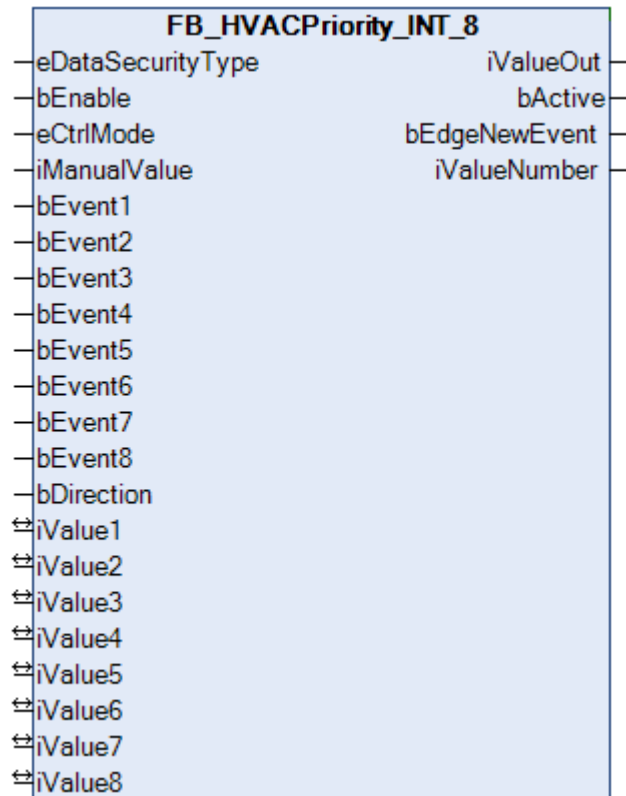 FB_HVACPriority_INT_8
eDataSecurityType iValueOut
bEnable bActive
eCtrlMode bEdgeNewEvent
iManualValue iValueNumber
bEvent1
bEvent2
bEvent3
bEvent4
bEvent5
bEvent6
bEvent7
bEvent8
bDirection
iValue1
iValue2
iValue3
iValue4
iValue5
iValue6
iValue7
iValue8